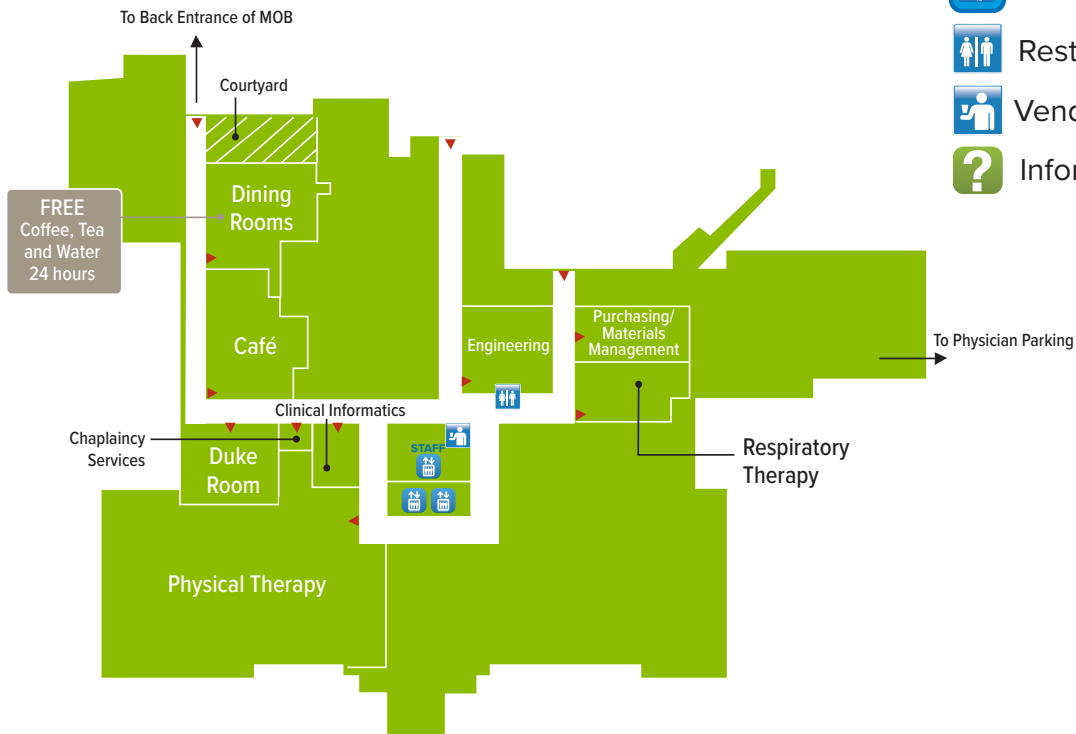 To Back Entrance of MOB
Courtyard
FREE
Coffee, Tea
and Water
24 hours
Dining
Rooms
Café
Engineering
Purchasing/
Materials
Management
To Physician Parking
Clinical Informatics
Chaplaincy
Services
Duke
Room
STAFF
Respiratory
Therapy
Physical Therapy
Rest
Vend
Infor
?